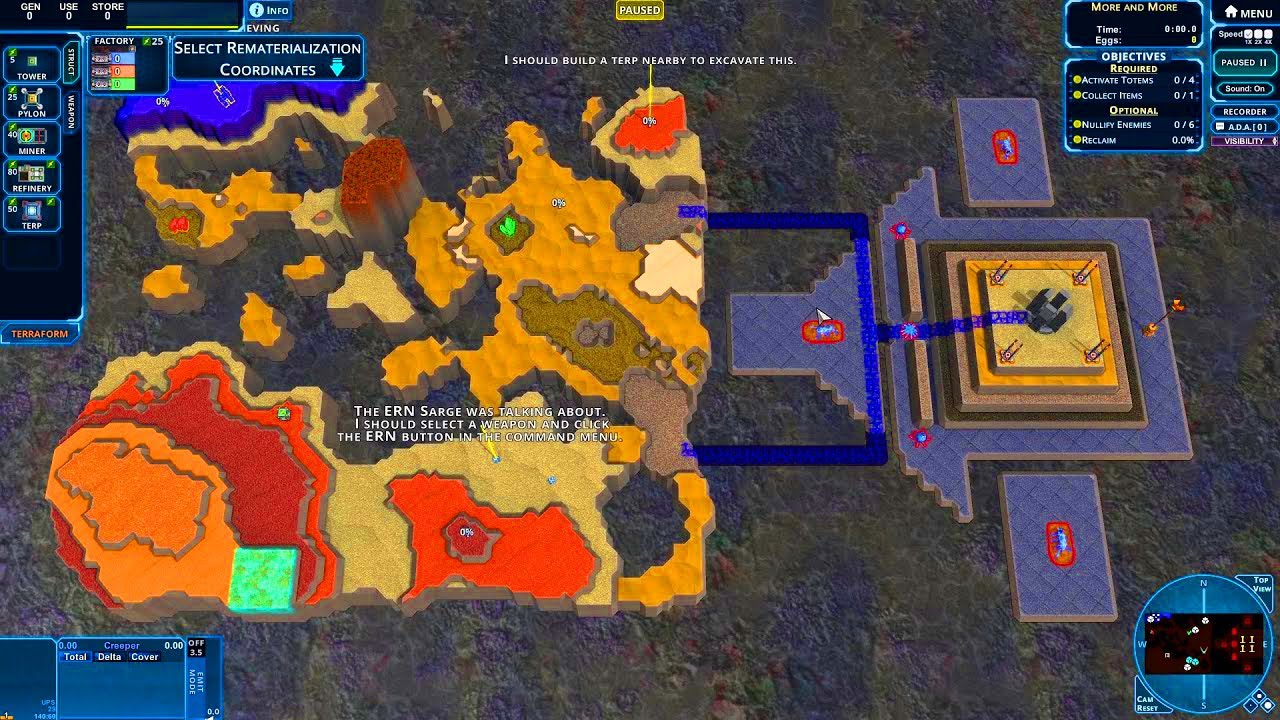 GEN USE STORE
0 0 0
Info
EVING
PAUSED
More and More
Time: 0:00.0
Eggs: 0
MENU
Speed
1X 2X 4X
PAUSED II
Sound: On
RECORDER
A.D.A.[0]
VISIBILITY
OBJECTIVES
Required
Activate Totems 0 / 4
Collect Items 0 / 1
Optional
Nullify Enemies 0 / 6
Reclaim 0.0%
FACTORY 25
0
0
0
Select Rematerialization
Coordinates
STRUCT
WEAPON
5
TOWER
25
PYLON
40
MINER
80
REFINERY
50
TERP
TERRAFORM
I should build a terp nearby to excavate this.
0%
0%
0%
The ERN Sarge was talking about.
I should select a weapon and click
the ERN button in the command menu.
0%
0.00 Creeper 0.00
Total Delta Cover
OFF
3.5
EMIT MODE
0.0
UPS
25
Top View
N
W
E
S
Cam Reset